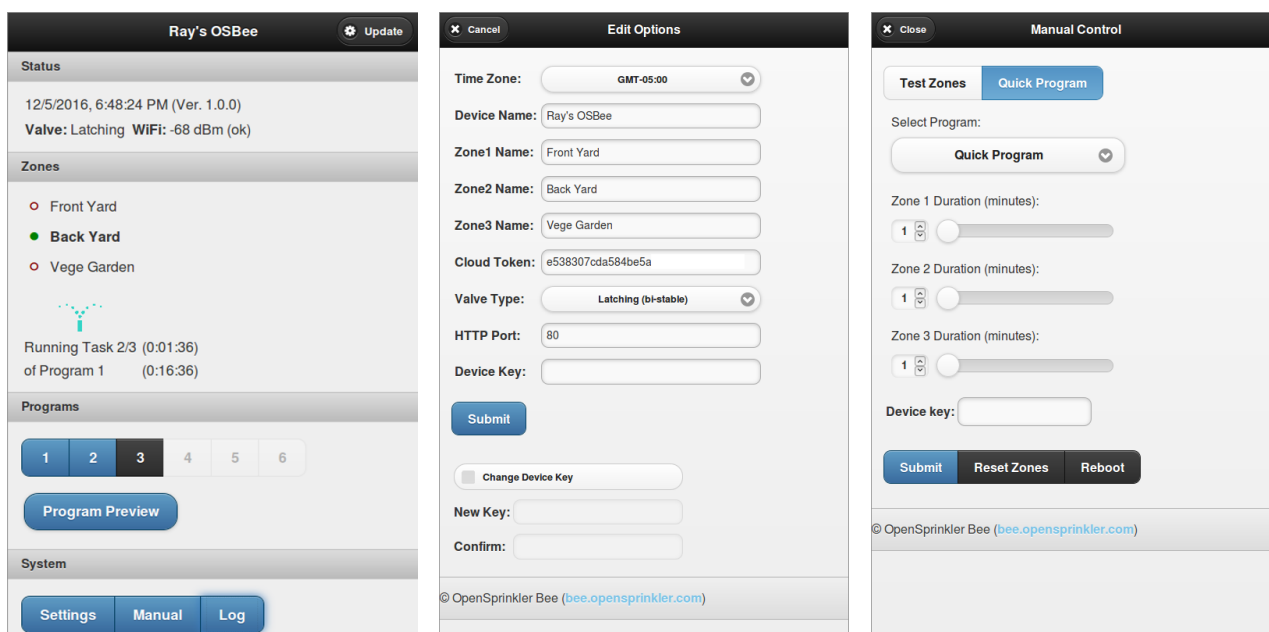 Ray's OSBee
Update
Status
12/5/2016, 6:48:24 PM (Ver. 1.0.0)
Valve: Latching WiFi: -68 dBm (ok)
Zones
Front Yard
Back Yard
Vege Garden
Running Task 2/3 (0:01:36)
of Program 1 (0:16:36)
Programs
1 2 3 4 5 6
Program Preview
System
Settings Manual Log
Cancel
Edit Options
Time Zone: GMT-05:00
Device Name: Ray's OSBee
Zone1 Name: Front Yard
Zone2 Name: Back Yard
Zone3 Name: Vege Garden
Cloud Token: e538307cda584be5a
Valve Type: Latching (bi-stable)
HTTP Port: 80
Device Key:
Submit
Change Device Key
New Key:
Confirm:
© OpenSprinkler Bee (bee.opensprinkler.com)
Close
Manual Control
Test Zones Quick Program
Select Program:
Quick Program
Zone 1 Duration (minutes):
1
Zone 2 Duration (minutes):
1
Zone 3 Duration (minutes):
1
Device key:
Submit Reset Zones Reboot
© OpenSprinkler Bee (bee.opensprinkler.com)